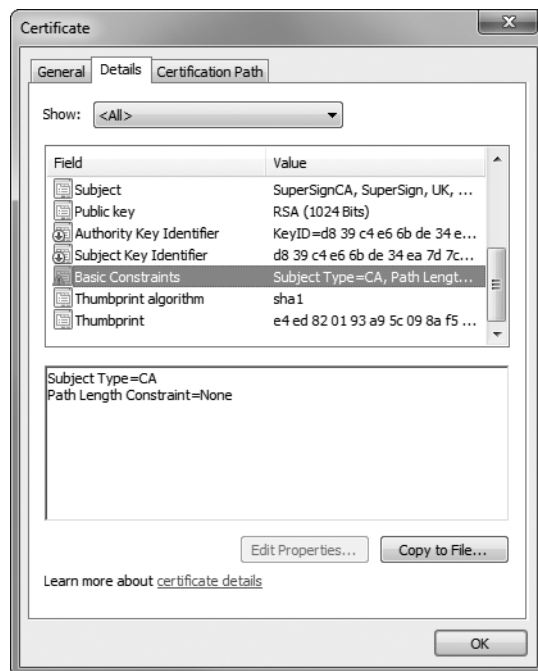 Certificate
General Details Certification Path
Show: <All>
Field Value
Subject SuperSignCA, SuperSign, UK, ...
Public key RSA (1024 Bits)
Authority Key Identifier KeyID=d8 39 c4 e6 6b de 34 e...
Subject Key Identifier d8 39 c4 e6 6b de 34 ea 7d 7c...
Basic Constraints Subject Type=CA, Path Lengt...
Thumbprint algorithm sha1
Thumbprint e4 ed 82 01 93 a9 5c 09 8a f5 ...
Subject Type=CA
Path Length Constraint=None
Edit Properties... Copy to File...
Learn more about certificate details
OK